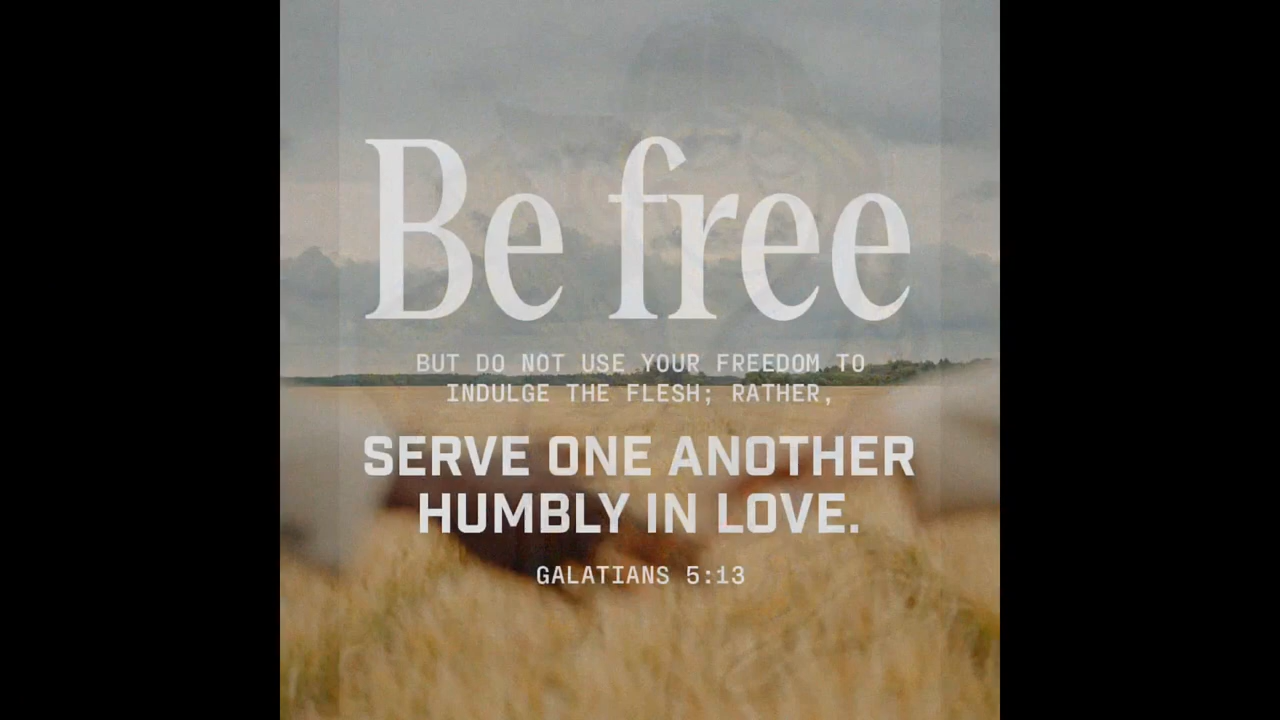 Be free
BUT DO NOT USE YOUR FREEDOM TO
INDULGE THE FLESH; RATHER,
SERVE ONE ANOTHER
HUMBLY IN LOVE.
GALATIANS 5:13